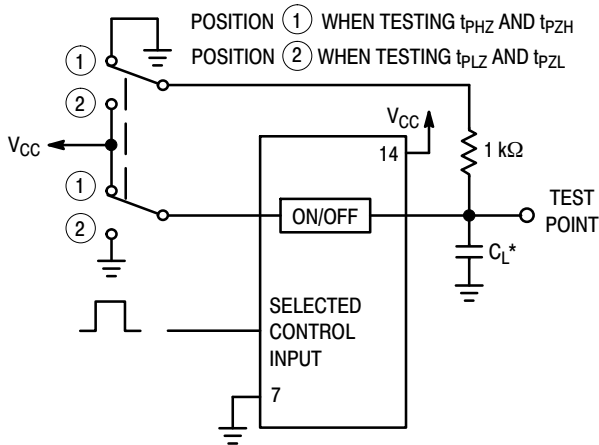 POSITION 1 WHEN TESTING tPHZ AND tPZH
POSITION 2 WHEN TESTING tPLZ AND tPZL
1
2
VCC
1
2
VCC
14
1 kΩ
ON/OFF
TEST
POINT
CL*
SELECTED
CONTROL
INPUT
7